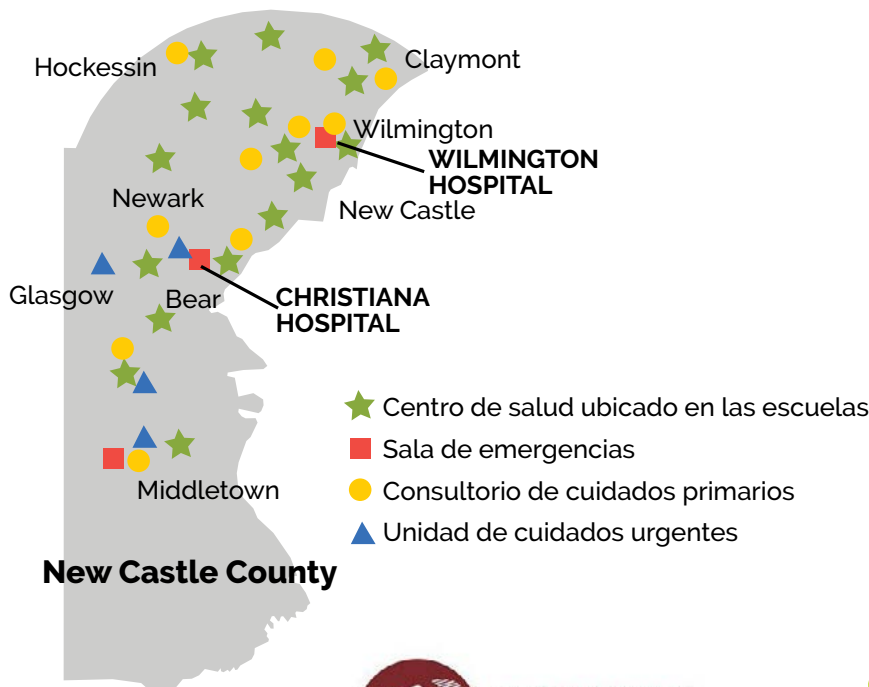 Hockessin
Claymont
Wilmington
WILMINGTON
HOSPITAL
Newark
New Castle
Glasgow
Bear
CHRISTIANA
HOSPITAL
Centro de salud ubicado en las escuelas
Sala de emergencias
Consultorio de cuidados primarios
Unidad de cuidados urgentes
Middletown
New Castle County